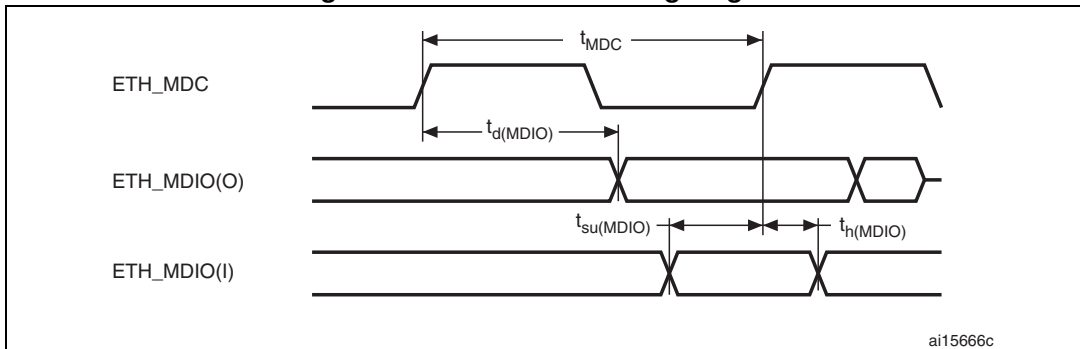 t_MDC
ETH_MDC
t_d(MDIO)
ETH_MDIO(O)
t_su(MDIO)
t_h(MDIO)
ETH_MDIO(I)
ai15666c